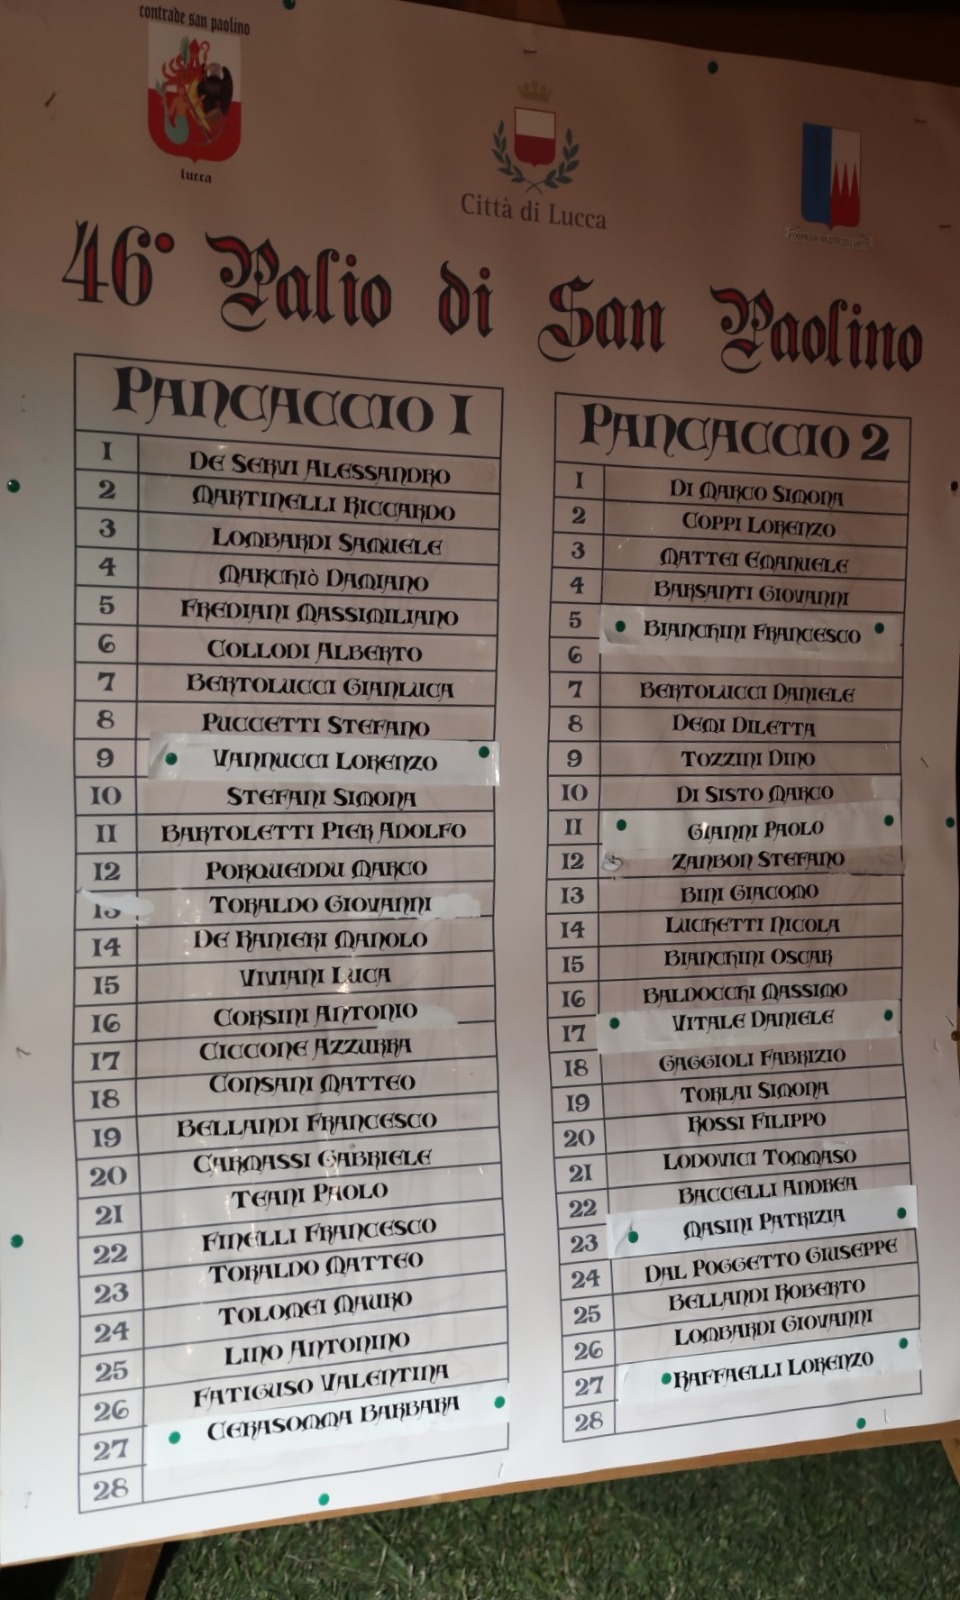 contrade san paolino
Lucca
Città di Lucca
46° Palio di San Paolino
PANCACCIO 1
1 DE SERVI ALESSANDRO
2 MARTINELLI RICCARDO
3 LOMBARDI SAMUELE
4 MARCHIÒ DAMIANO
5 FREDIANI MASSIMILIANO
6 COLLODI ALBERTO
7 BERTOLUCCI GIANLUCA
8 PUCCETTI STEFANO
9 VANNUCCI LORENZO
10 STEFANI SIMONA
11 BARTOLETTI PIER ADOLFO
12 PORQUEDDU MARCO
13 TORALDO GIOVANNI
14 DE RANIERI MANOLO
15 VIVIANI LUCA
16 CORSINI ANTONIO
17 CICCONE AZZURRA
18 CONSANI MATTEO
19 BELLANDI FRANCESCO
20 CARMASSI GABRIELE
21 TEANI PAOLO
22 FINELLI FRANCESCO
23 TORALDO MATTEO
24 TOLOMEI MAURO
25 LINO ANTONINO
26 FATIGUSO VALENTINA
27 CERASOMMA BARBARA
28
PANCACCIO 2
1 DI MARCO SIMONA
2 COPPI LORENZO
3 MATTEI EMANUELE
4 BARSANTI GIOVANNI
5 BIANCHINI FRANCESCO
6
7 BERTOLUCCI DANIELE
8 DEMI DILETTA
9 TOZZINI DINO
10 DI SISTO MARCO
11 GIANNI PAOLO
12 ZANBON STEFANO
13 BINI GIACOMO
14 LUCHETTI NICOLA
15 BIANCHINI OSCAR
16 BALDOCCHI MASSIMO
17 VITALE DANIELE
18 GAGGIOLI FABRIZIO
19 TORLAI SIMONA
20 ROSSI FILIPPO
21 LODOVICI TOMMASO
22 BACCELLI ANDREA
23 MASINI PATRIZIA
24 DAL POGGETTO GIUSEPPE
25 BELLANDI ROBERTO
26 LOMBARDI GIOVANNI
27 RAFFAELLI LORENZO
28